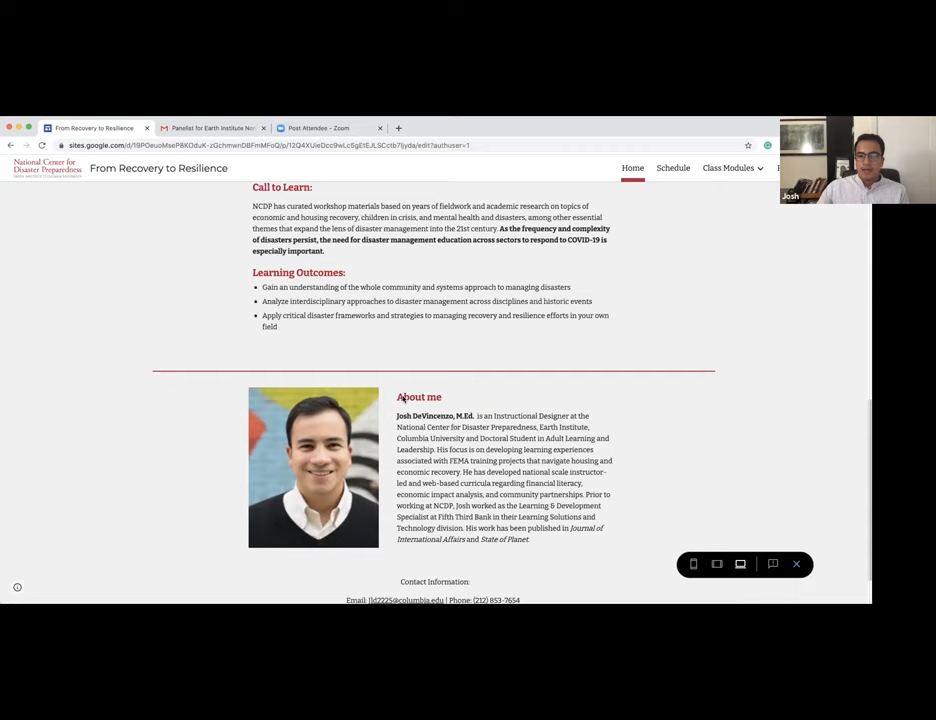 From Recovery to Resilience
Panelist for Earth Institute Nor
Post Attendee - Zoom
National Center for
Disaster Preparedness
From Recovery to Resilience
Home
Schedule
Class Modules
Josh
Call to Learn:
NCDP has curated workshop materials based on years of fieldwork and academic research on topics of
economic and housing recovery, children in crisis, and mental health and disasters, among other essential
themes that expand the lens of disaster management into the 21st century. As the frequency and complexity
of disasters persist, the need for disaster management education across sectors to respond to COVID-19 is
especially important.
Learning Outcomes:
Gain an understanding of the whole community and systems approach to managing disasters
Analyze interdisciplinary approaches to disaster management across disciplines and historic events
Apply critical disaster frameworks and strategies to managing recovery and resilience efforts in your own
field
About me
Josh DeVincenzo, M.Ed. is an Instructional Designer at the
National Center for Disaster Preparedness, Earth Institute,
Columbia University and Doctoral Student in Adult Learning and
Leadership. His focus is on developing learning experiences
associated with FEMA training projects that navigate housing and
economic recovery. He has developed national scale instructor-
led and web-based curricula regarding financial literacy,
economic impact analysis, and community partnerships. Prior to
working at NCDP, Josh worked as the Learning & Development
Specialist at Fifth Third Bank in their Learning Solutions and
Technology division. His work has been published in Journal of
International Affairs and State of Planet.
Contact Information:
Email: Jld2225@columbia.edu | Phone: (212) 853-7654